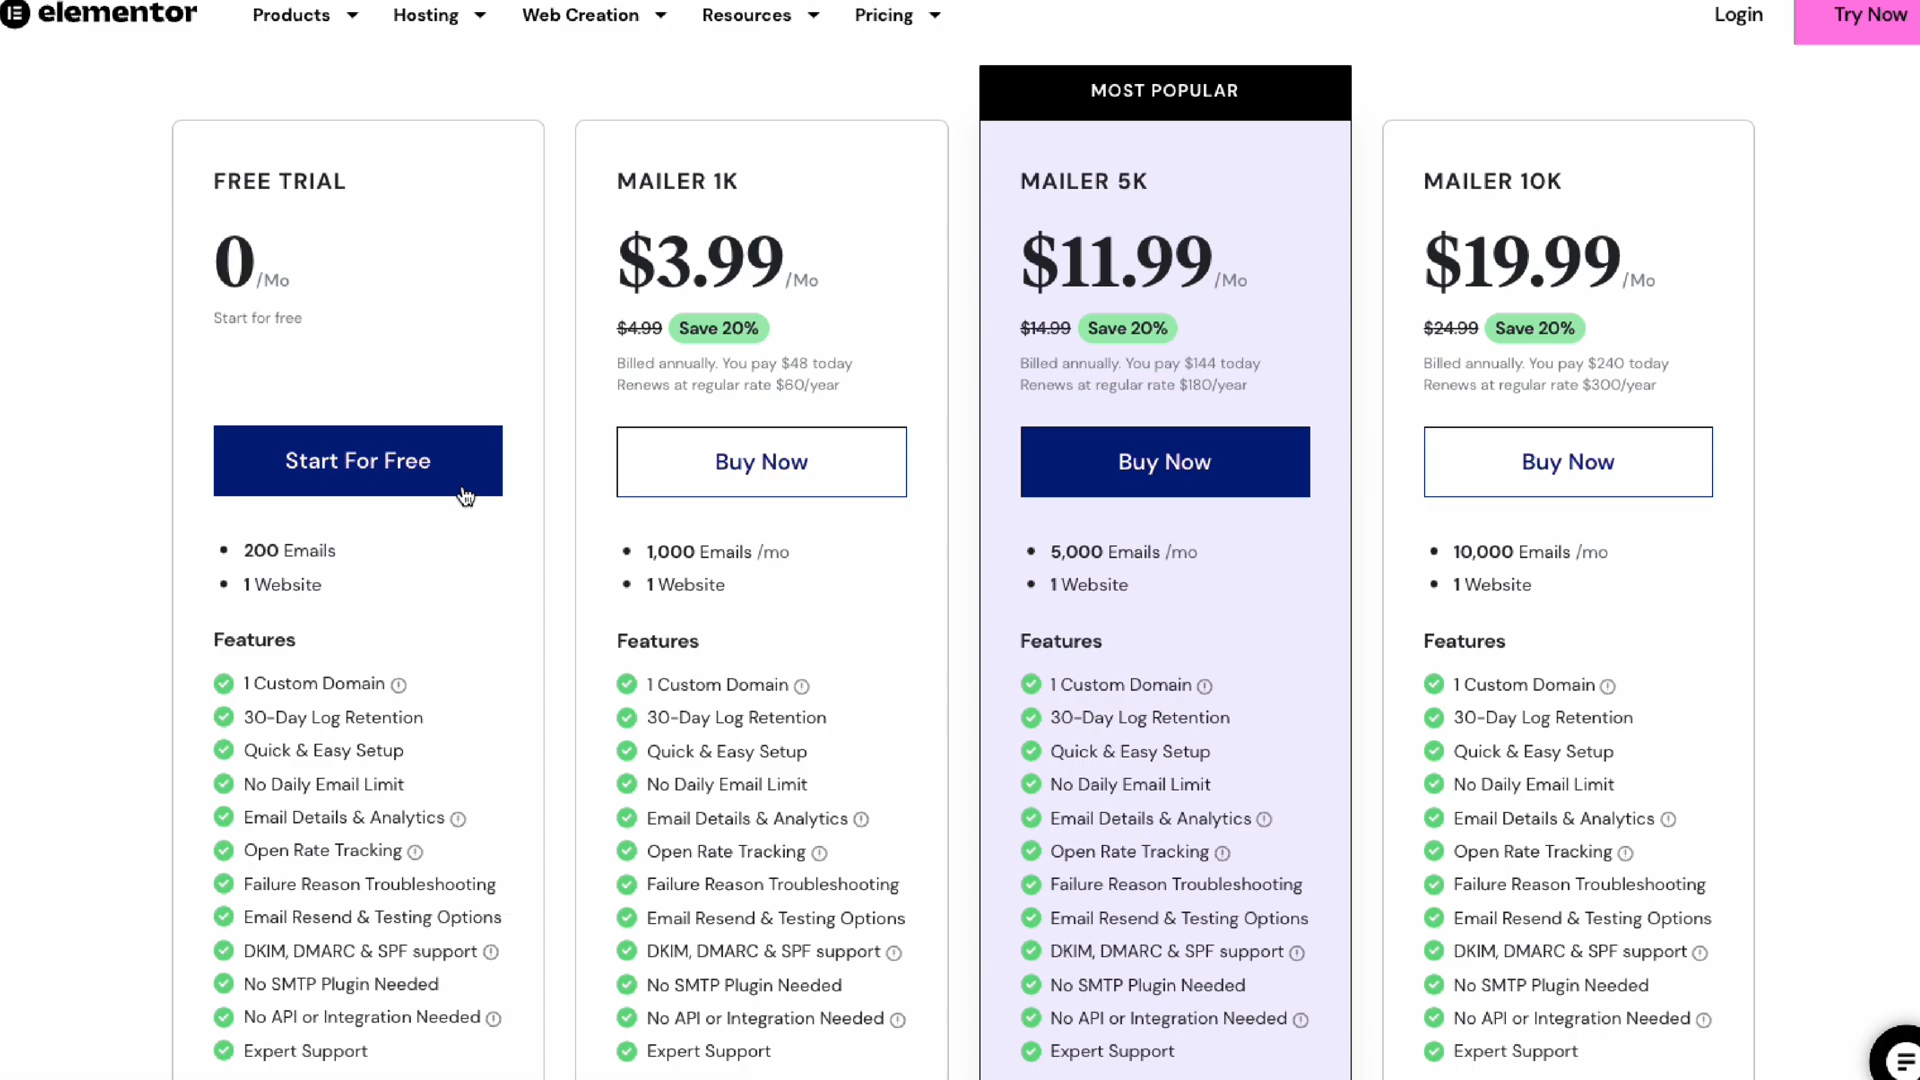 elementor
Products
Hosting
Web Creation
Resources
Pricing
Login
Try Now
FREE TRIAL
0 /Mo
Start for free
Start For Free
200 Emails
1 Website
Features
1 Custom Domain
30-Day Log Retention
Quick & Easy Setup
No Daily Email Limit
Email Details & Analytics
Open Rate Tracking
Failure Reason Troubleshooting
Email Resend & Testing Options
DKIM, DMARC & SPF support
No SMTP Plugin Needed
No API or Integration Needed
Expert Support
MAILER 1K
$3.99 /Mo
$4.99 Save 20%
Billed annually. You pay $48 today
Renews at regular rate $60/year
Buy Now
1,000 Emails /mo
1 Website
Features
1 Custom Domain
30-Day Log Retention
Quick & Easy Setup
No Daily Email Limit
Email Details & Analytics
Open Rate Tracking
Failure Reason Troubleshooting
Email Resend & Testing Options
DKIM, DMARC & SPF support
No SMTP Plugin Needed
No API or Integration Needed
Expert Support
MOST POPULAR
MAILER 5K
$11.99 /Mo
$14.99 Save 20%
Billed annually. You pay $144 today
Renews at regular rate $180/year
Buy Now
5,000 Emails /mo
1 Website
Features
1 Custom Domain
30-Day Log Retention
Quick & Easy Setup
No Daily Email Limit
Email Details & Analytics
Open Rate Tracking
Failure Reason Troubleshooting
Email Resend & Testing Options
DKIM, DMARC & SPF support
No SMTP Plugin Needed
No API or Integration Needed
Expert Support
MAILER 10K
$19.99 /Mo
$24.99 Save 20%
Billed annually. You pay $240 today
Renews at regular rate $300/year
Buy Now
10,000 Emails /mo
1 Website
Features
1 Custom Domain
30-Day Log Retention
Quick & Easy Setup
No Daily Email Limit
Email Details & Analytics
Open Rate Tracking
Failure Reason Troubleshooting
Email Resend & Testing Options
DKIM, DMARC & SPF support
No SMTP Plugin Needed
No API or Integration Needed
Expert Support